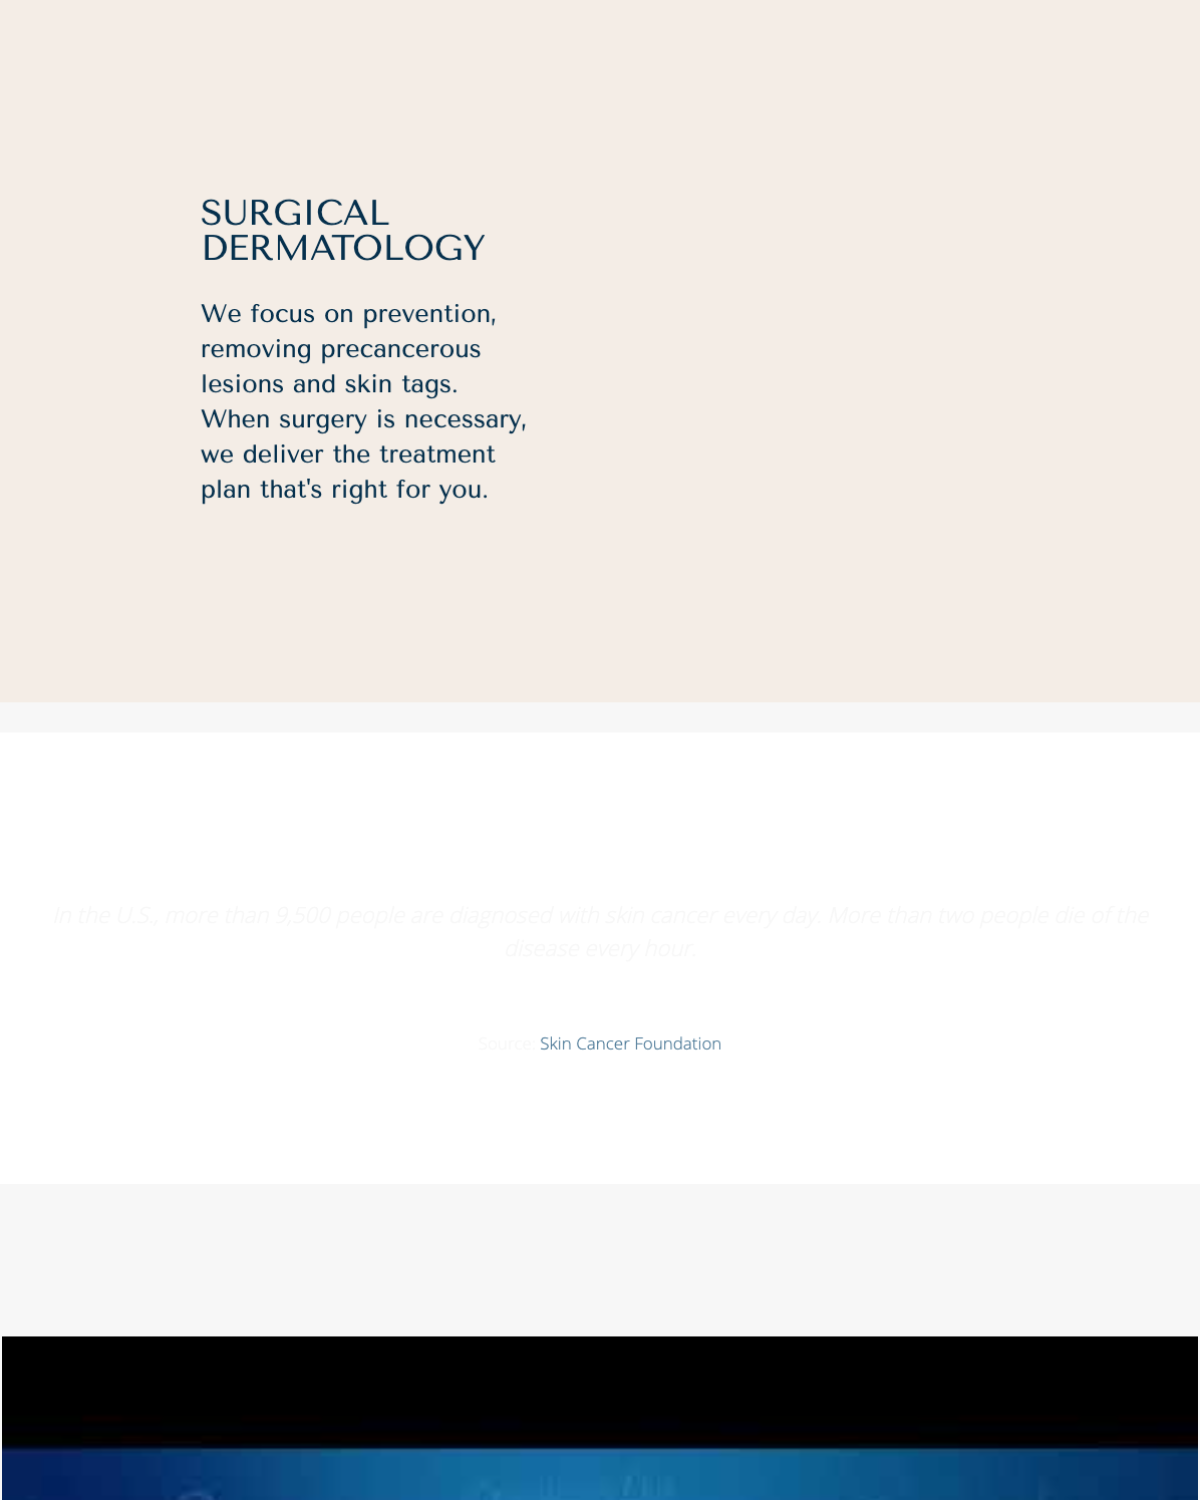 SURGICAL
DERMATOLOGY
We focus on prevention,
removing precancerous
lesions and skin tags.
When surgery is necessary,
we deliver the treatment
plan that's right for you.
In the U.S., more than 9,500 people are diagnosed with skin cancer every day. More than two people die of the
disease every hour.
Source: Skin Cancer Foundation